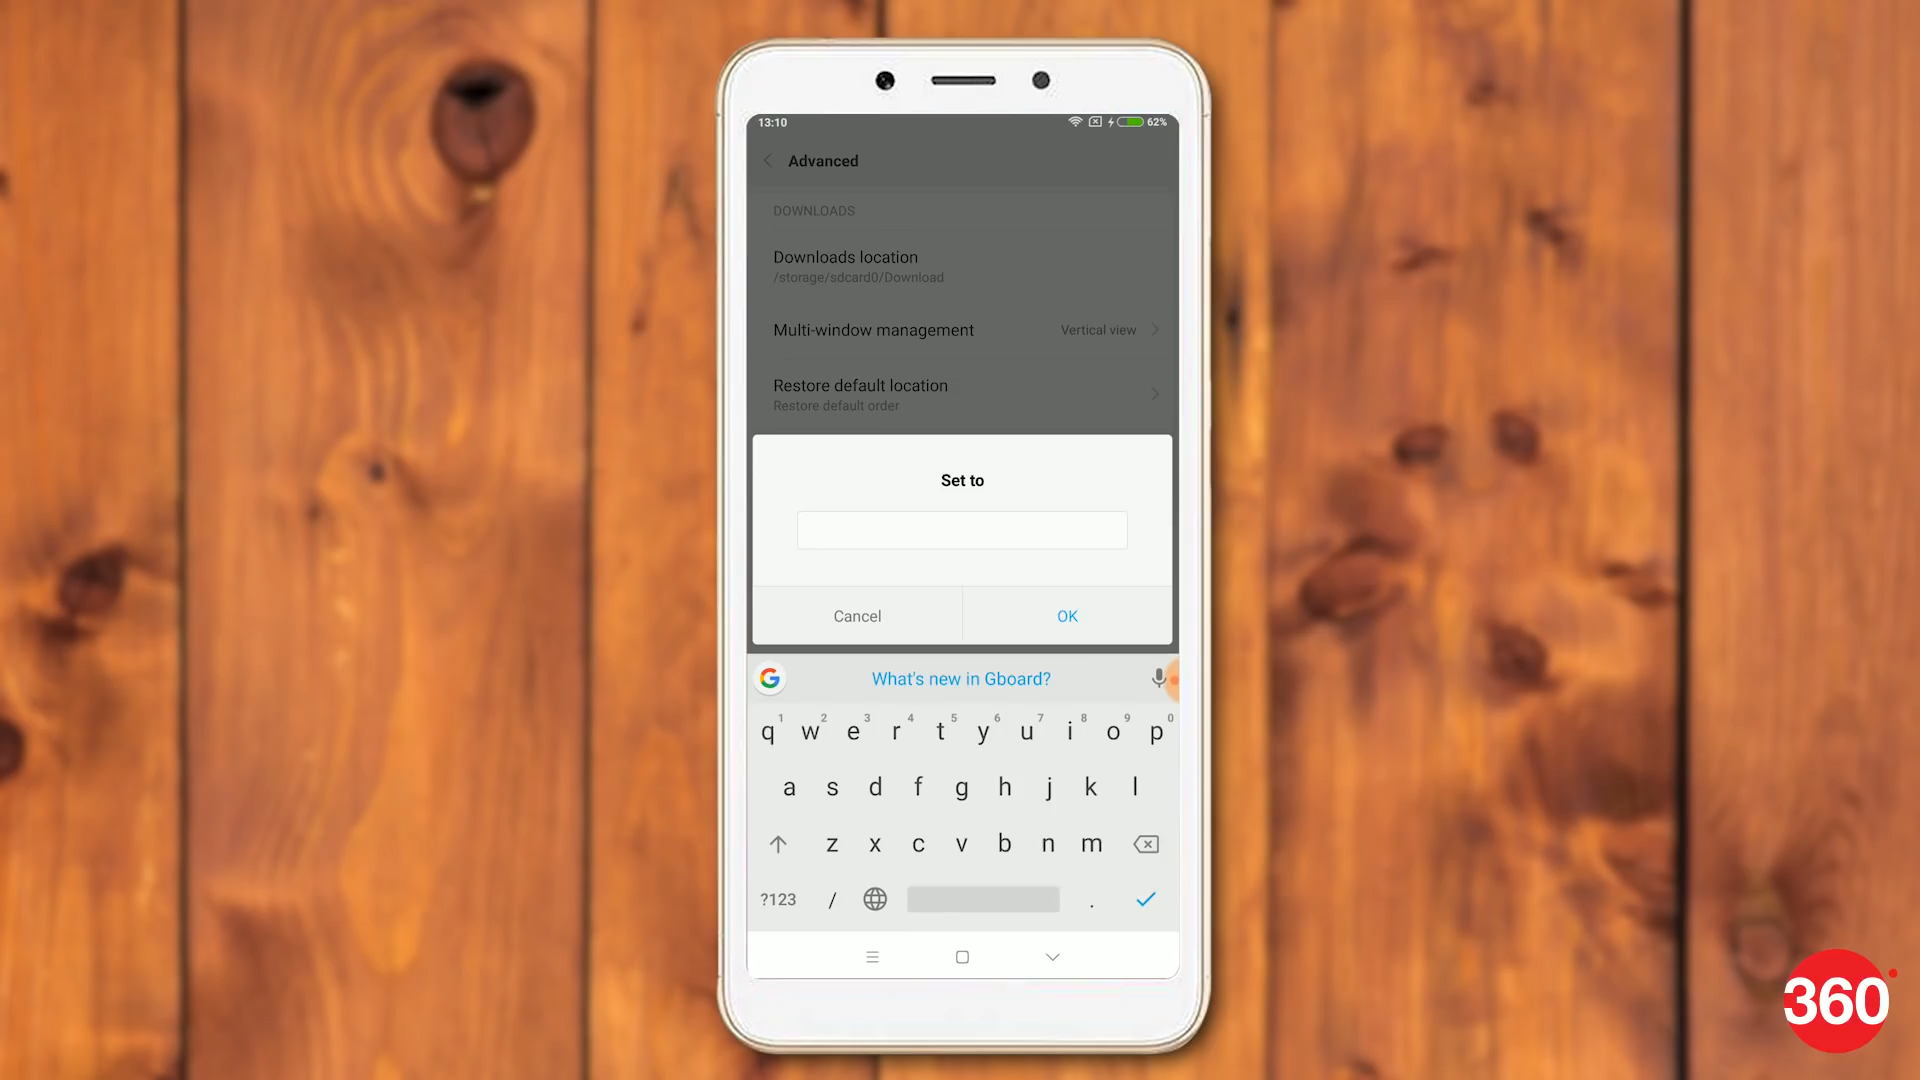 13:10
62%
Advanced
DOWNLOADS
Downloads location
/storage/sdcard0/Download
Multi-window management
Vertical view
Restore default location
Restore default order
Set to
Cancel
OK
G
What's new in Gboard?
1 2 3 4 5 6 7 8 9 0
q w e r t y u i o p
a s d f g h j k l
z x c v b n m
?123 / .
360